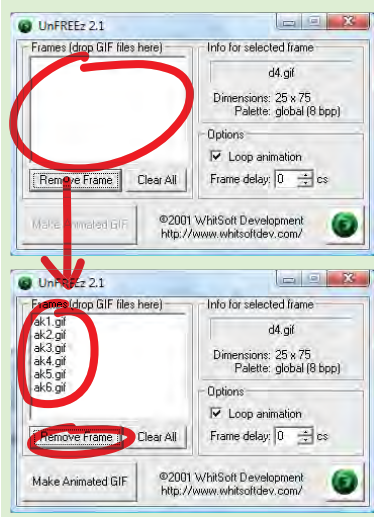 UnFREEz 2.1
Frames (drop GIF files here)
Info for selected frame
d4.gif
Dimensions: 25 x 75
Palette: global (8 bpp)
Options
Loop animation
Remove Frame
Clear All
Frame delay: 0 cs
Make Animated GIF
©2001 WhitSoft Development
http://www.whitsoftdev.com/
UnFREEz 2.1
Frames (drop GIF files here)
Info for selected frame
ak1.gif
ak2.gif
ak3.gif
ak4.gif
ak5.gif
ak6.gif
d4.gif
Dimensions: 25 x 75
Palette: global (8 bpp)
Options
Loop animation
Remove Frame
Clear All
Frame delay: 0 cs
Make Animated GIF
©2001 WhitSoft Development
http://www.whitsoftdev.com/